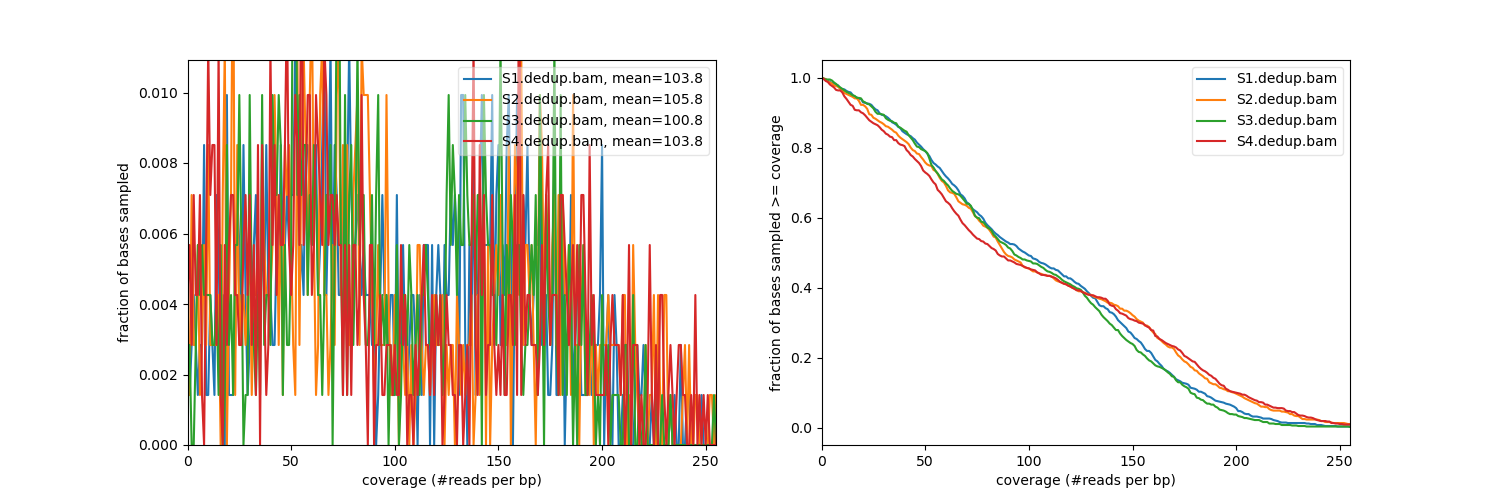 S1.dedup.bam, mean=103.8
S2.dedup.bam, mean=105.8
S3.dedup.bam, mean=100.8
S4.dedup.bam, mean=103.8
fraction of bases sampled
0.010
0.008
0.006
0.004
0.002
0.000
0 50 100 150 200 250
coverage (#reads per bp)
S1.dedup.bam
S2.dedup.bam
S3.dedup.bam
S4.dedup.bam
fraction of bases sampled >= coverage
1.0
0.8
0.6
0.4
0.2
0.0
0 50 100 150 200 250
coverage (#reads per bp)